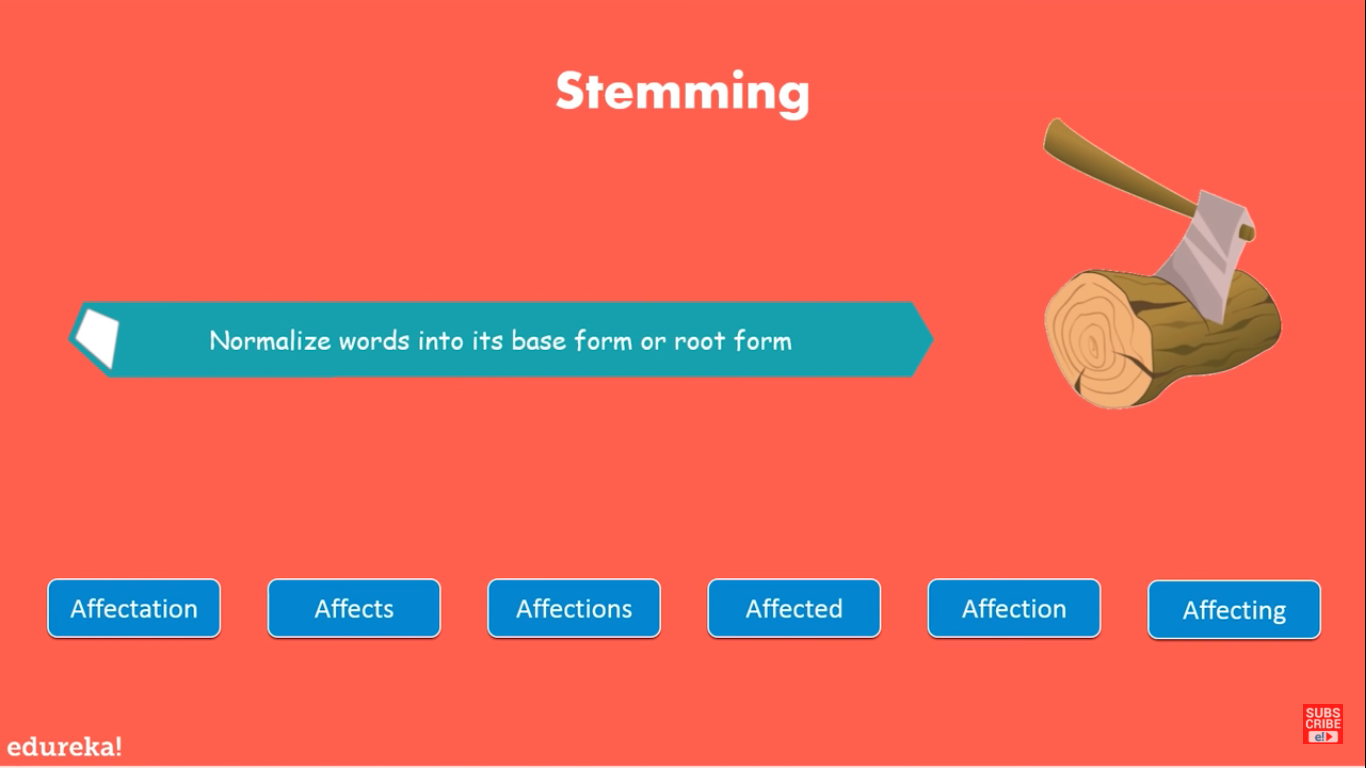 Stemming
Normalize words into its base form or root form
Affectation Affects Affections Affected Affection Affecting
edureka!
SUBS
CRIBE
e!